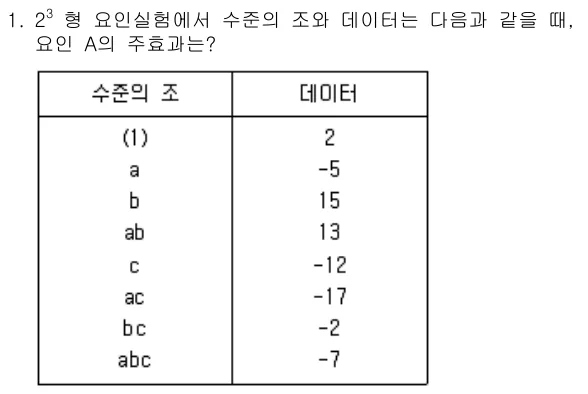 1. 2³ 형 요인실험에서 수준의 조와 데이터는 다음과 같을 때,
요인 A의 주효과는?
수준의 조 데이터
(1) 2
a -5
b 15
ab 13
c -12
ac -17
bc -2
abc -7